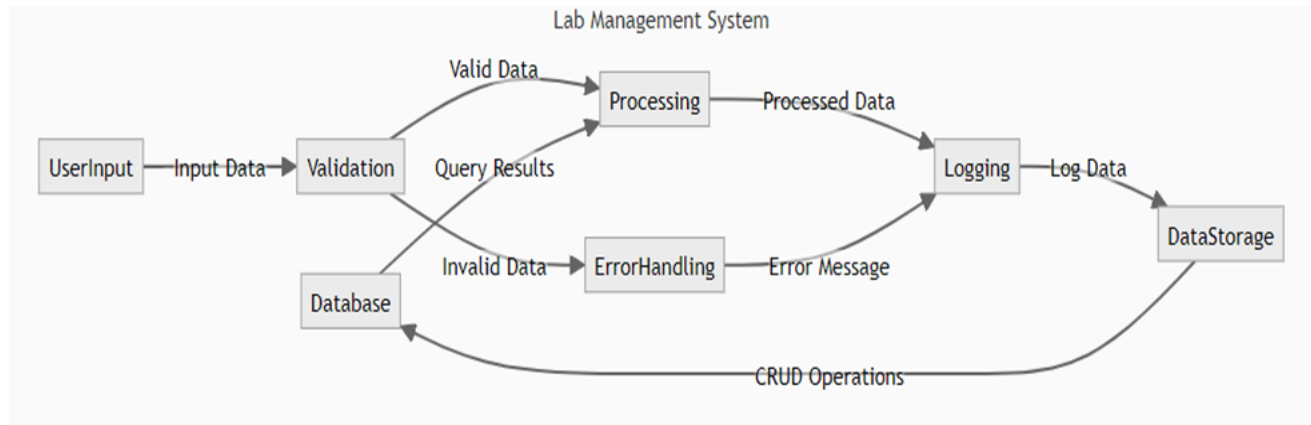 Lab Management System
Valid Data
Processing
Processed Data
UserInput
Input Data
Validation
Query Results
Logging
Log Data
DataStorage
Invalid Data
ErrorHandling
Error Message
Database
CRUD Operations